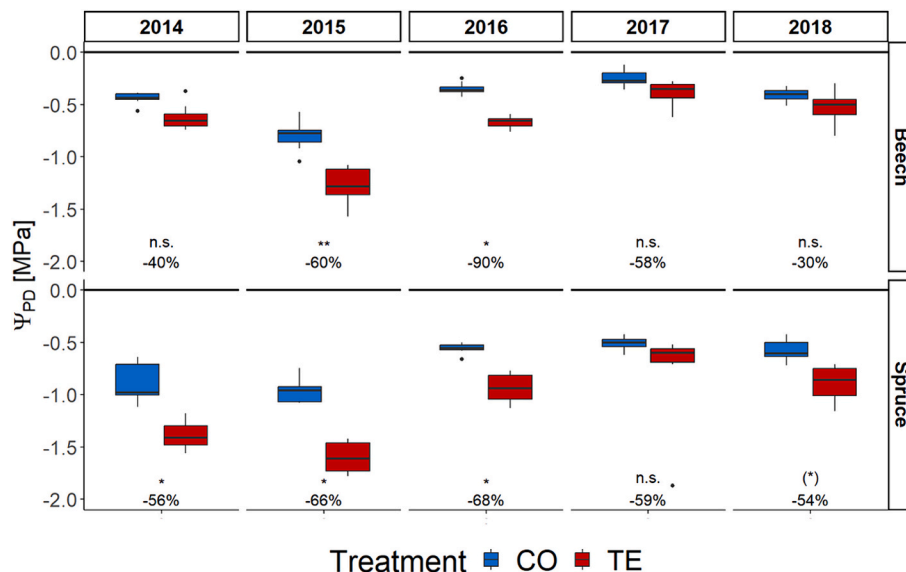 2014 2015 2016 2017 2018
0.0
-0.5
-1.0
-1.5
-2.0
n.s. ** * n.s. n.s.
-40% -60% -90% -58% -30%
Beech
ΨPD [MPa]
0.0
-0.5
-1.0
-1.5
-2.0
* * * n.s. (*)
-56% -66% -68% -59% -54%
Spruce
Treatment CO TE